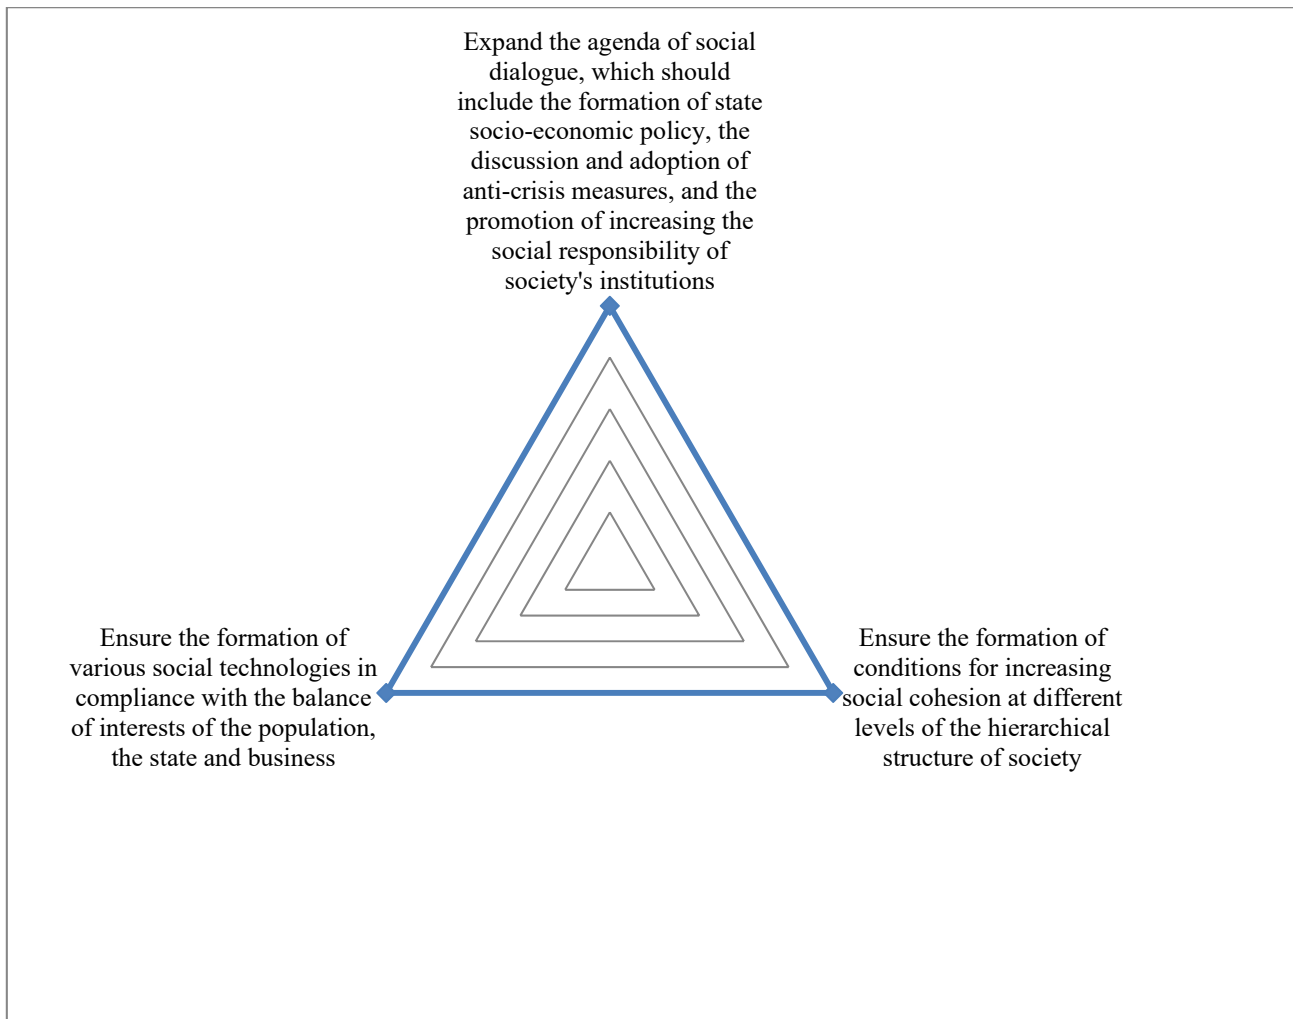 Expand the agenda of social
dialogue, which should
include the formation of state
socio-economic policy, the
discussion and adoption of
anti-crisis measures, and the
promotion of increasing the
social responsibility of
society's institutions
Ensure the formation of
various social technologies in
compliance with the balance
of interests of the population,
the state and business
Ensure the formation of
conditions for increasing
social cohesion at different
levels of the hierarchical
structure of society